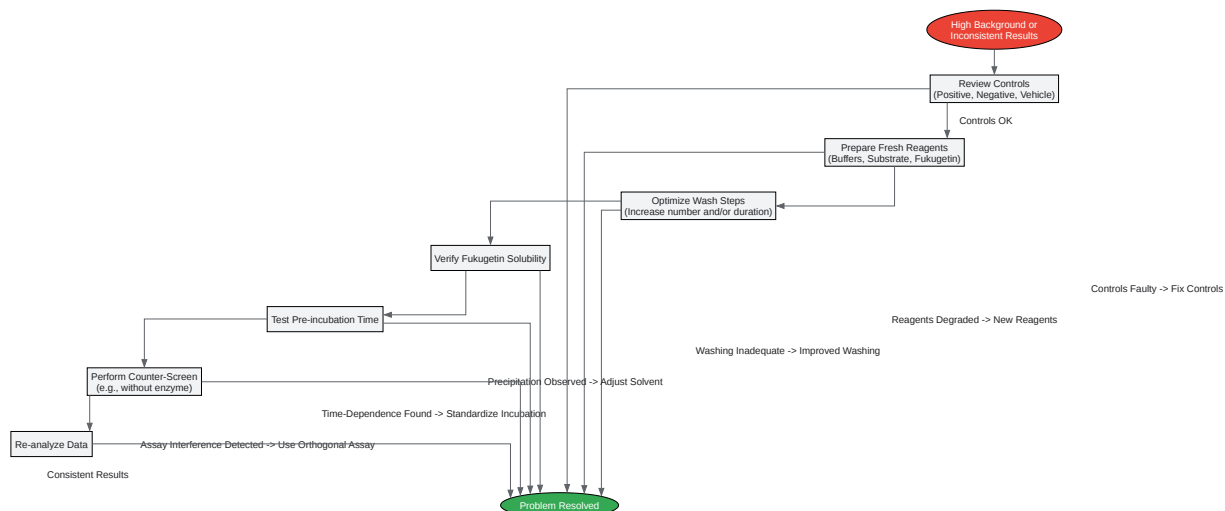 High Background or
Inconsistent Results
Review Controls
(Positive, Negative, Vehicle)
Controls OK
Prepare Fresh Reagents
(Buffers, Substrate, Fukugetin)
Optimize Wash Steps
(Increase number and/or duration)
Verify Fukugetin Solubility
Controls Faulty -> Fix Controls
Test Pre-incubation Time
Reagents Degraded -> New Reagents
Washing Inadequate -> Improved Washing
Perform Counter-Screen
(e.g., without enzyme)
Precipitation Observed -> Adjust Solvent
Time-Dependence Found -> Standardize Incubation
Re-analyze Data
Assay Interference Detected -> Use Orthogonal Assay
Consistent Results
Problem Resolved